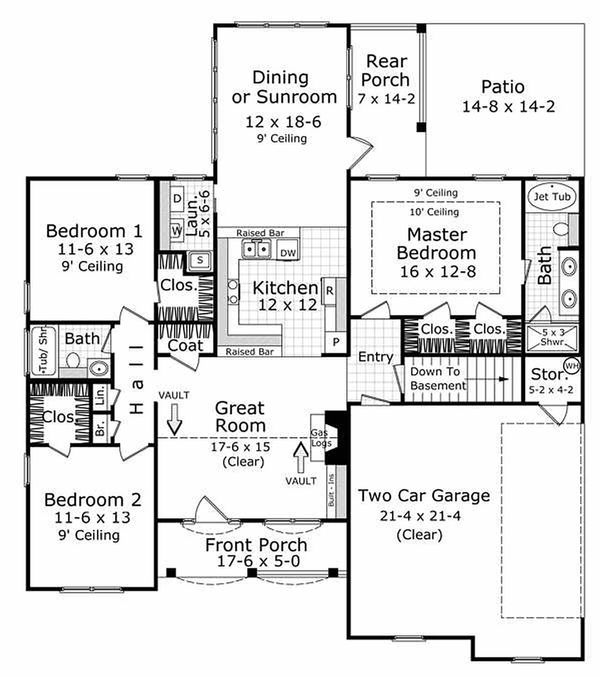 Dining
or Sunroom
12 x 18-6
9' Ceiling
Rear
Porch
7 x 14-2
Patio
14-8 x 14-2
Bedroom 1
11-6 x 13
9' Ceiling
D
W
Laun.
5 x 6-6
S
Clos.
Raised Bar
DW
Kitchen
12 x 12
R
P
Raised Bar
9' Ceiling
10' Ceiling
Master
Bedroom
16 x 12-8
Jet Tub
Bath
5 x 3
Shwr
Clos.
Clos.
Tub/ Shr
Bath
Hall
Coat
Entry
Down To
Basement
WH
Stor.
5-2 x 4-2
Clos
Lin.
Br.
VAULT
Great
Room
17-6 x 15
(Clear)
VAULT
Gas
Logs
Built - Ins
Bedroom 2
11-6 x 13
9' Ceiling
Front Porch
17-6 x 5-0
Two Car Garage
21-4 x 21-4
(Clear)